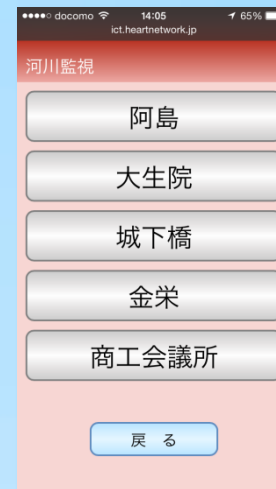 docomo 14:05 65%
ict.heartnetwork.jp
河川監視
阿島
大生院
城下橋
金栄
商工会議所
戻 る